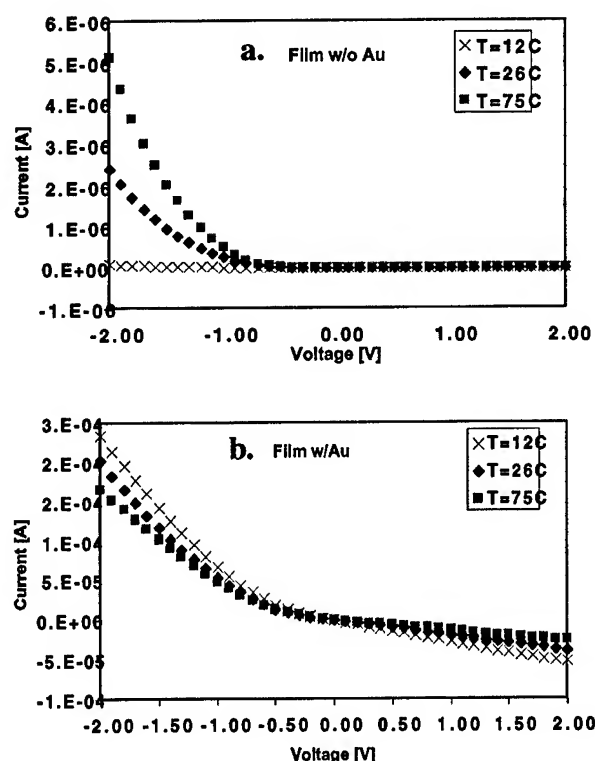 6.E-06
5.E-06
4.E-06
3.E-06
2.E-06
1.E-06
0.E+00
-1.E-06
Current [A]
a. Film w/o Au
T=12C
T=26C
T=75C
-2.00 -1.00 0.00 1.00 2.00
Voltage [V]
3.E-04
2.E-04
2.E-04
1.E-04
5.E-05
0.E+06
-5.E-05
-1.E-04
Current [A]
b. Film w/Au
T=12C
T=26C
T=75C
-2.00 -1.50 -1.00 -0.50 0.00 0.50 1.00 1.50 2.00
Voltage [V]